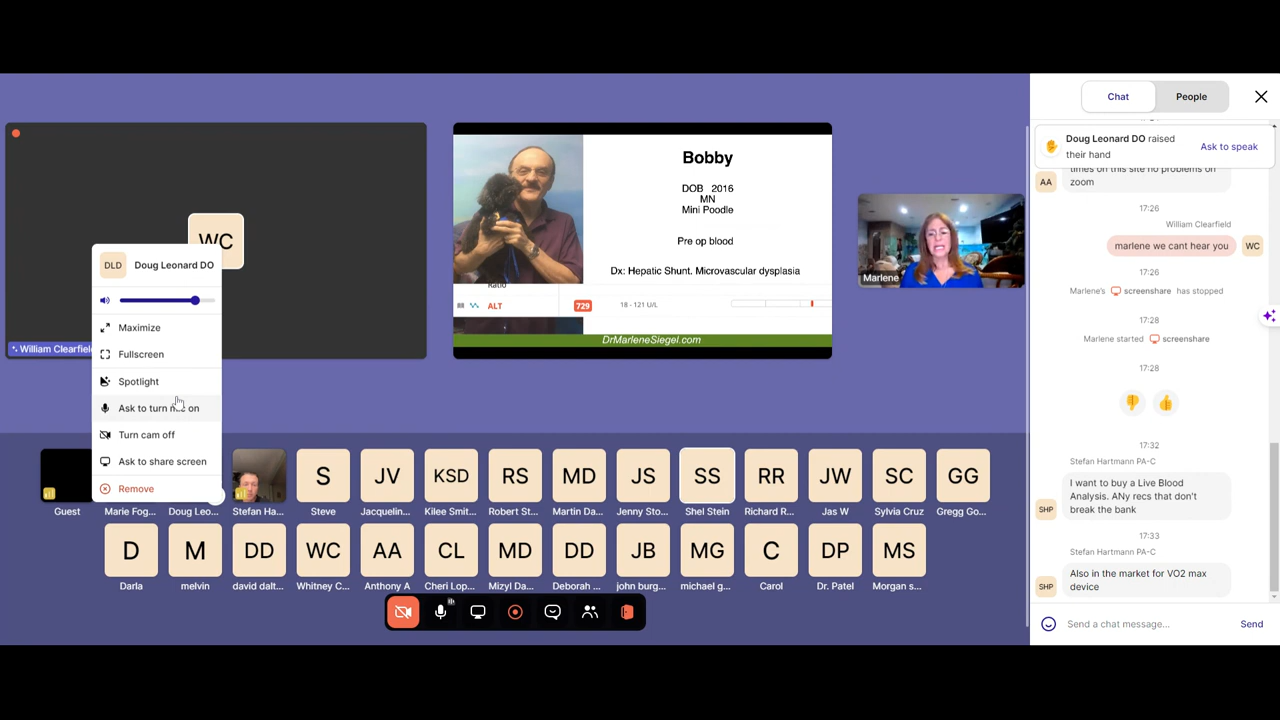 WC
DLD Doug Leonard DO
Maximize
Fullscreen
Spotlight
Ask to turn mic on
Turn cam off
Ask to share screen
Remove
William Clearfield
Bobby
DOB 2016
MN
Mini Poodle
Pre op blood
Dx: Hepatic Shunt. Microvascular dysplasia
Ratio
ALT 729 18 - 121 U/L
DrMarleneSiegel.com
Marlene
S JV KSD RS MD JS SS RR JW SC GG
Guest Marie Fog... Doug Leo... Stefan Ha... Steve Jacquelin... Kilee Smit... Robert St... Martin Da... Jenny Sto... Shel Stein Richard R... Jas W Sylvia Cruz Gregg Go...
D M DD WC AA CL MD DD JB MG C DP MS
Darla melvin david dalt... Whitney C... Anthony A Cheri Lop... Mizyl Da... Deborah ... john burg... michael g... Carol Dr. Patel Morgan s...
Chat People
Doug Leonard DO raised
their hand
Ask to speak
times on this site no problems on
zoom
AA
17:26
William Clearfield
marlene we cant hear you WC
17:26
Marlene's screenshare has stopped
17:28
Marlene started screenshare
17:28
17:32
Stefan Hartmann PA-C
I want to buy a Live Blood
Analysis. ANy recs that don't
break the bank
SHP
17:33
Stefan Hartmann PA-C
Also in the market for VO2 max
device
SHP
Send a chat message... Send